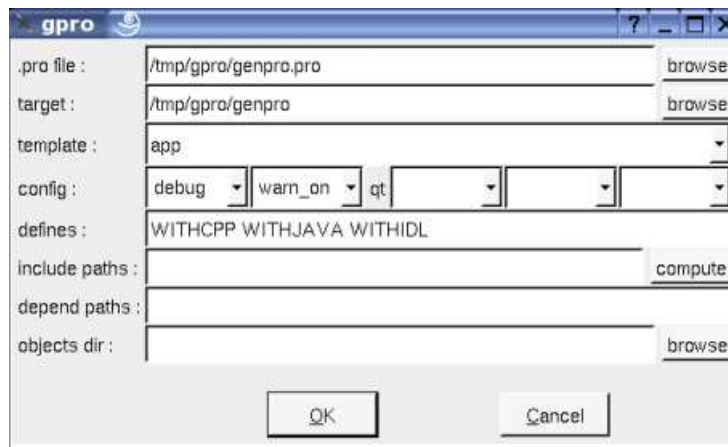 gpro
.pro file : /tmp/gpro/genpro.pro browse
target : /tmp/gpro/genpro browse
template : app
config : debug warn_on qt
defines : WITHCPP WITHJAVA WITHIDL
include paths : compute
depend paths :
objects dir : browse
OK Cancel